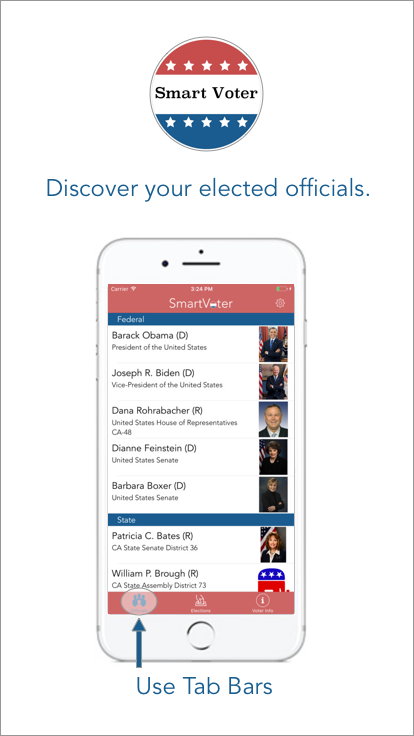 Smart Voter
Discover your elected officials.
Carrier 3:24 PM
SmartVoter
Federal
Barack Obama (D)
President of the United States
Joseph R. Biden (D)
Vice-President of the United States
Dana Rohrabacher (R)
United States House of Representatives
CA-48
Dianne Feinstein (D)
United States Senate
Barbara Boxer (D)
United States Senate
State
Patricia C. Bates (R)
CA State Senate District 36
William P. Brough (R)
CA State Assembly District 73
Elections Voter Info
Use Tab Bars